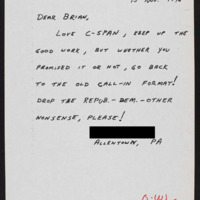 DEAR BRIAN,
LOVE C-SPAN, KEEP UP THE
GOOD WORK, BUT WHETHER YOU
PROMISED IT OR NOT, GO BACK
TO THE OLD CALL-IN FORMAT!
DROP THE REPUB.-DEM.-OTHER
NONSENSE, PLEASE!
ALLENTOWN, PA